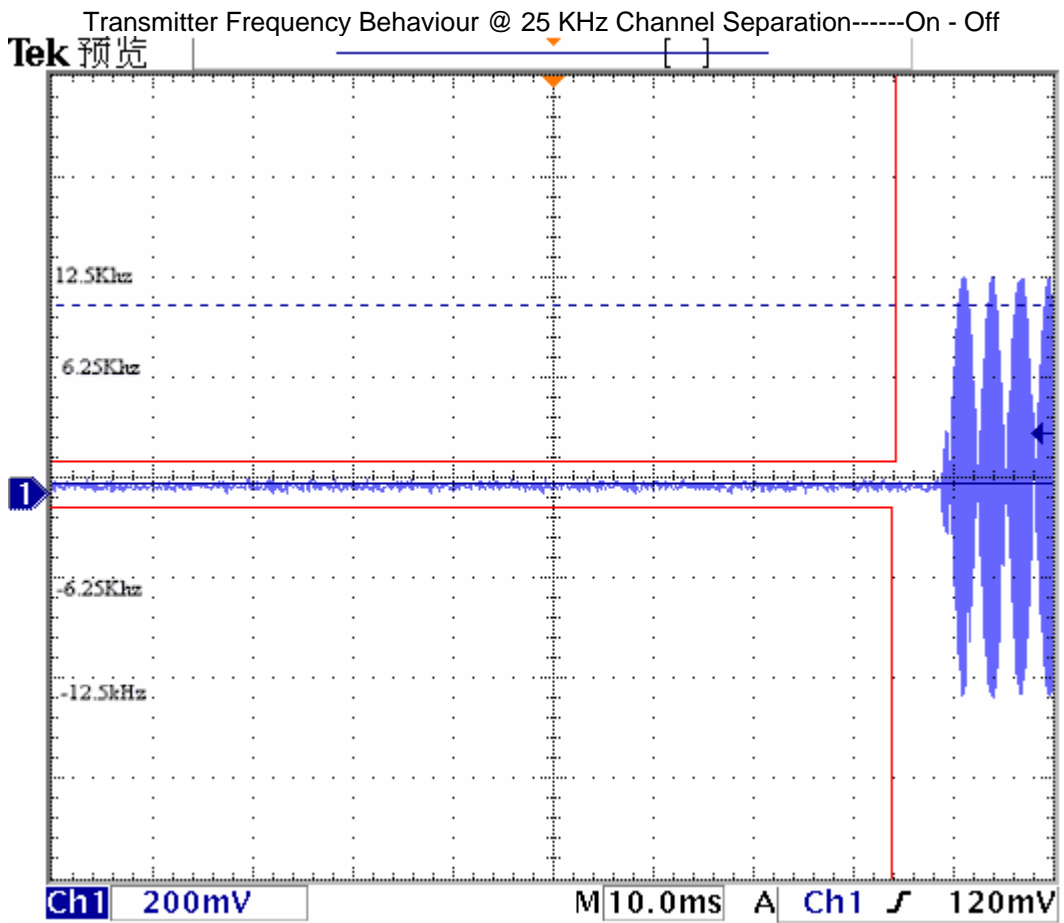 Transmitter Frequency Behaviour @ 25 KHz Channel Separation------On - Off
Tek 预览
12.5Khz
6.25Khz
1
-6.25Khz
-12.5kHz
Ch1 200mV M 10.0ms A Ch1 ʃ 120mV